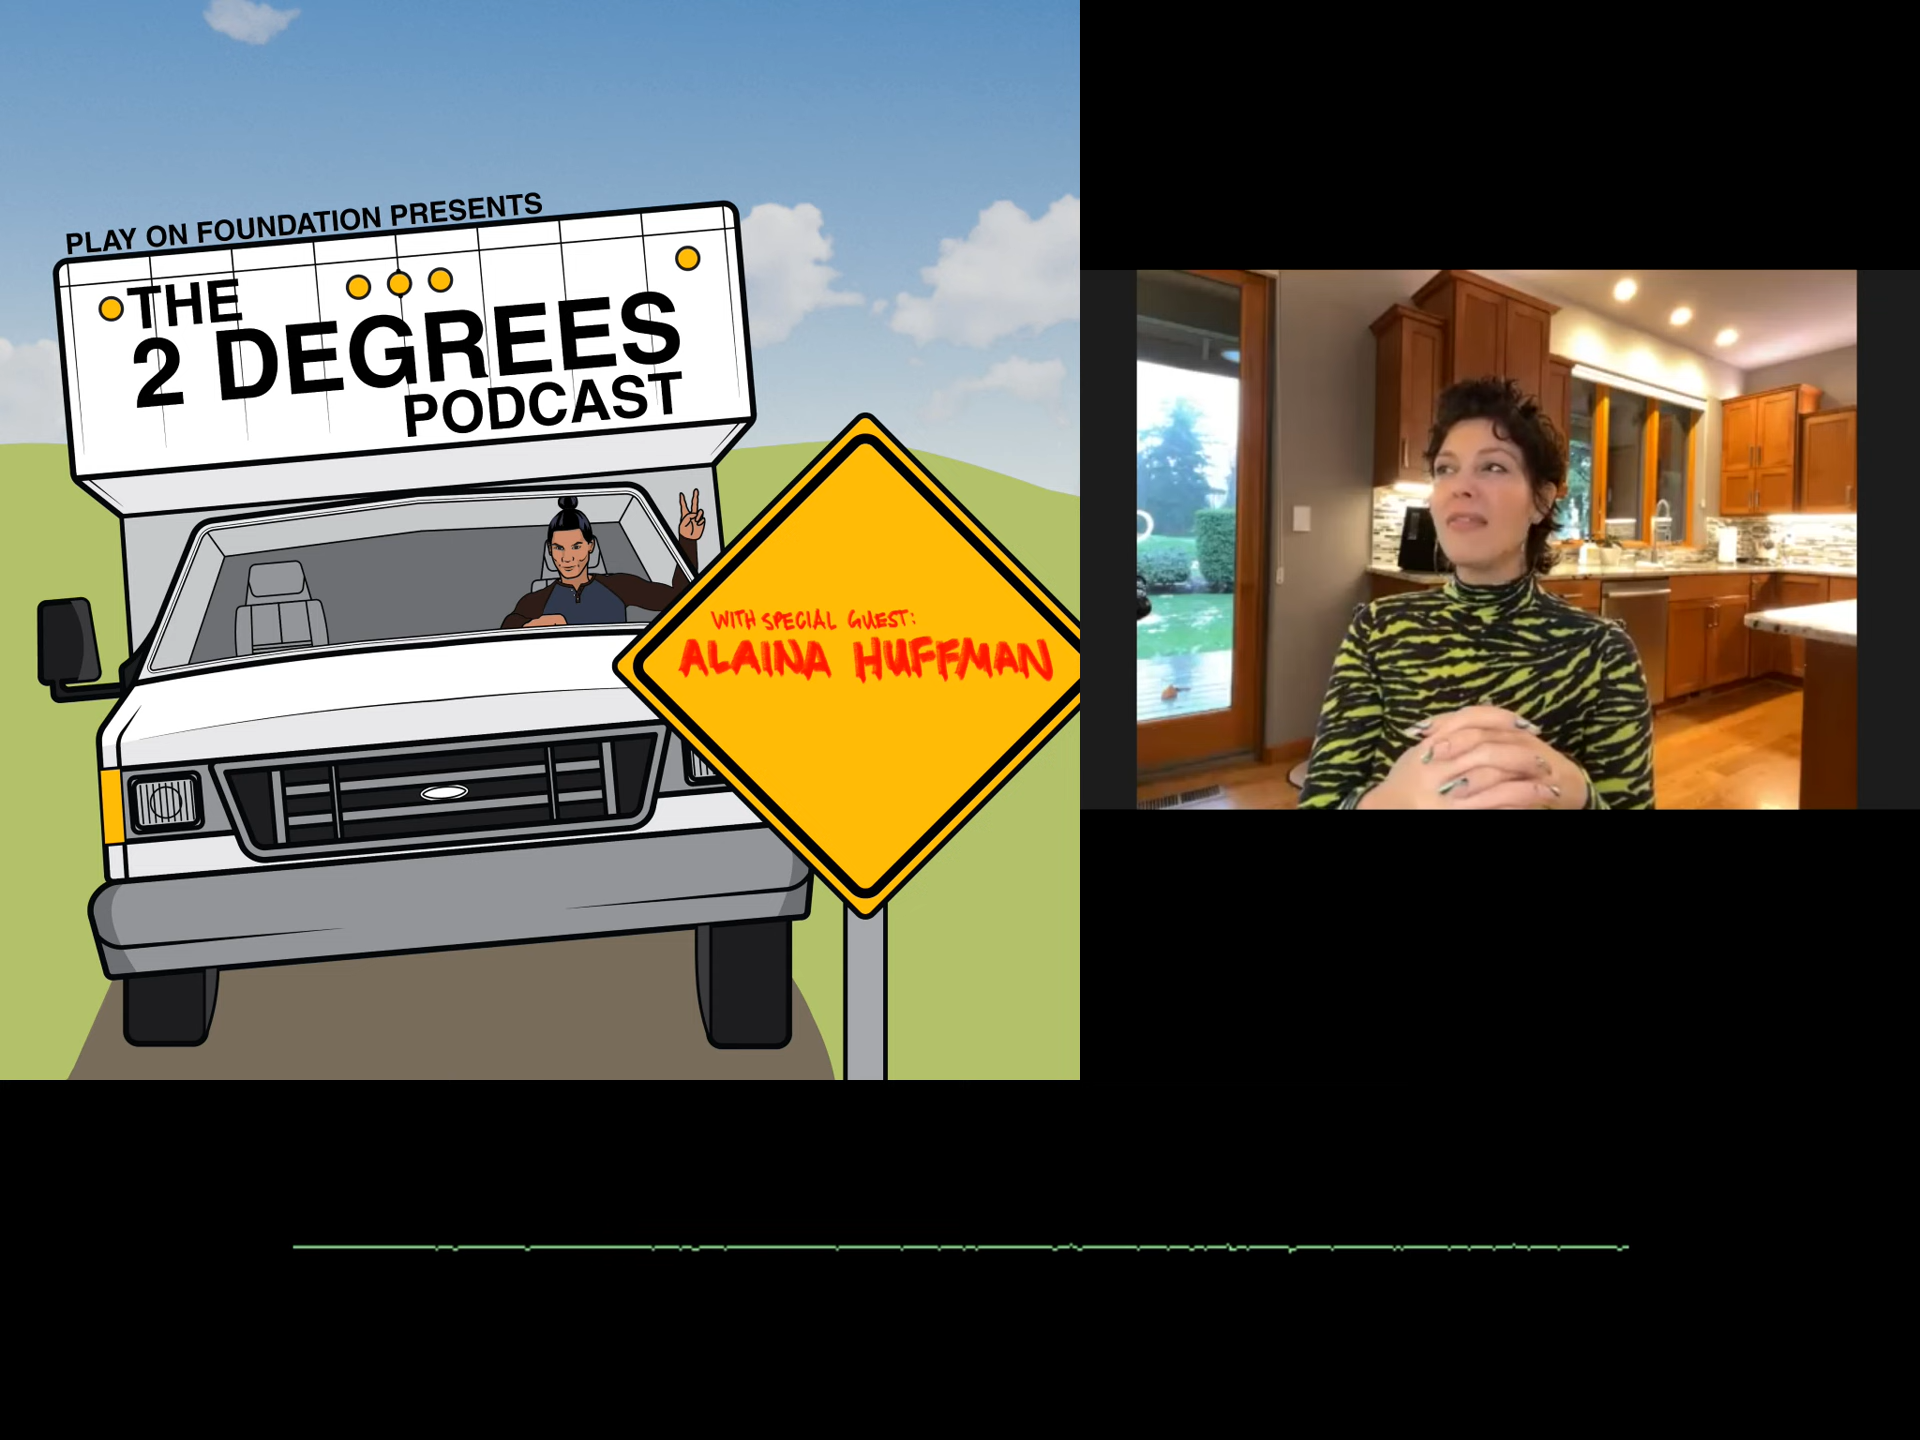 PLAY ON FOUNDATION PRESENTS
THE
2 DEGREES
PODCAST
WITH SPECIAL GUEST:
ALAINA HUFFMAN